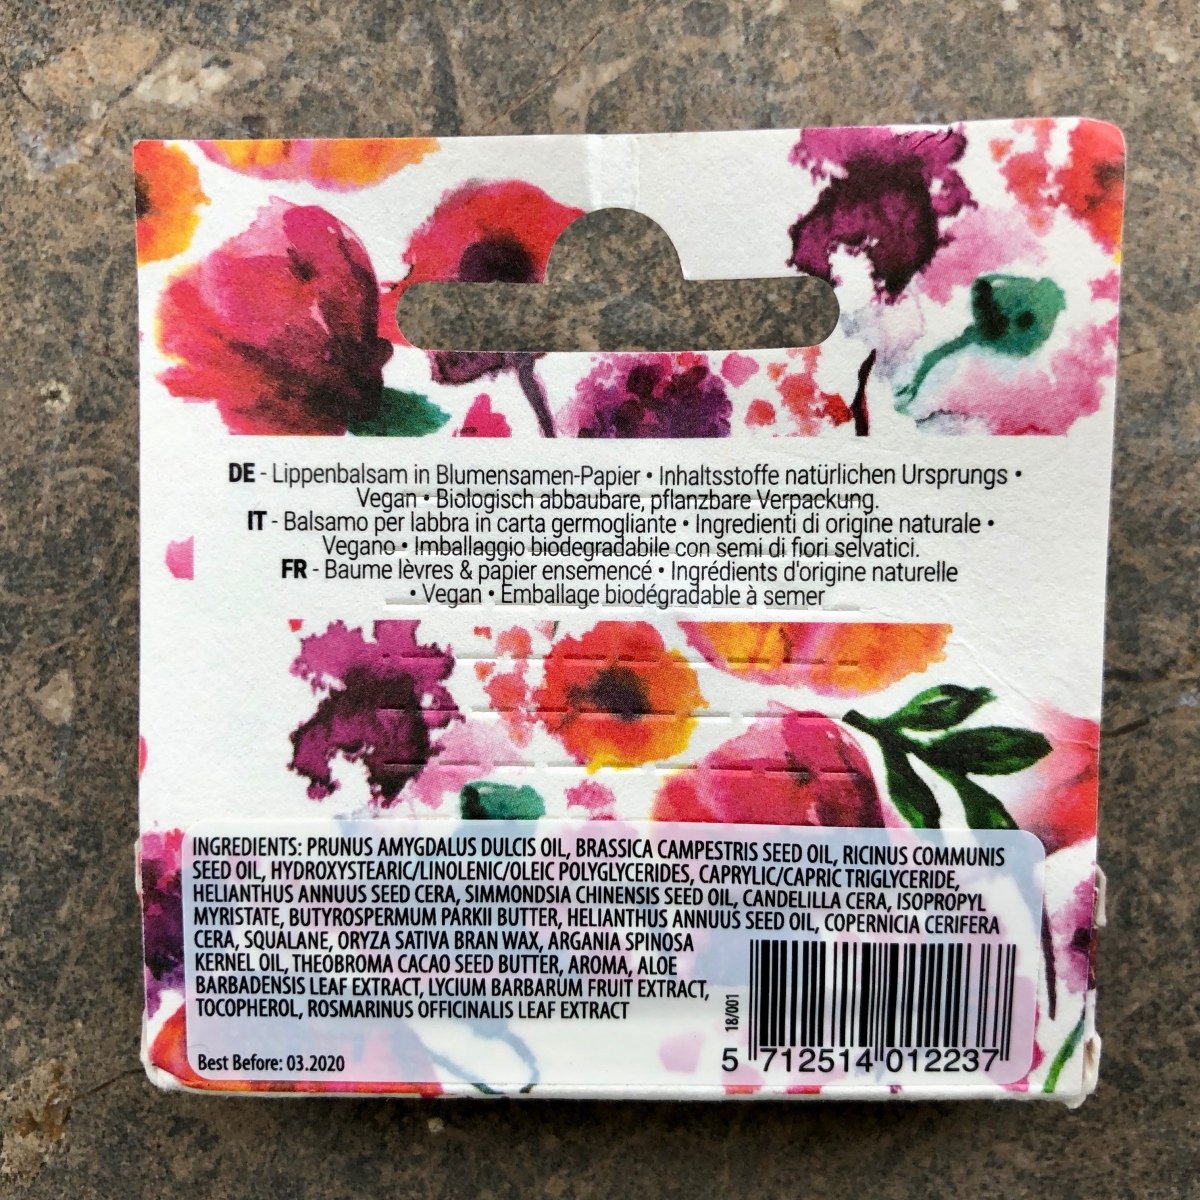 DE - Lippenbalsam in Blumensamen-Papier • Inhaltsstoffe natürlichen Ursprungs •
Vegan • Biologisch abbaubare, pflanzbare Verpackung.
IT - Balsamo per labbra in carta germogliante • Ingredienti di origine naturale •
Vegano • Imballaggio biodegradabile con semi di fiori selvatici.
FR - Baume lèvres & papier ensemencé • Ingrédients d'origine naturelle
• Vegan • Emballage biodégradable à semer
INGREDIENTS: PRUNUS AMYGDALUS DULCIS OIL, BRASSICA CAMPESTRIS SEED OIL, RICINUS COMMUNIS
SEED OIL, HYDROXYSTEARIC/LINOLENIC/OLEIC POLYGLYCERIDES, CAPRYLIC/CAPRIC TRIGLYCERIDE,
HELIANTHUS ANNUUS SEED CERA, SIMMONDSIA CHINENSIS SEED OIL, CANDELILLA CERA, ISOPROPYL
MYRISTATE, BUTYROSPERMUM PARKII BUTTER, HELIANTHUS ANNUUS SEED OIL, COPERNICIA CERIFERA
CERA, SQUALANE, ORYZA SATIVA BRAN WAX, ARGANIA SPINOSA
KERNEL OIL, THEOBROMA CACAO SEED BUTTER, AROMA, ALOE
BARBADENSIS LEAF EXTRACT, LYCIUM BARBARUM FRUIT EXTRACT,
TOCOPHEROL, ROSMARINUS OFFICINALIS LEAF EXTRACT
Best Before: 03.2020
18/001
5 712514 012237